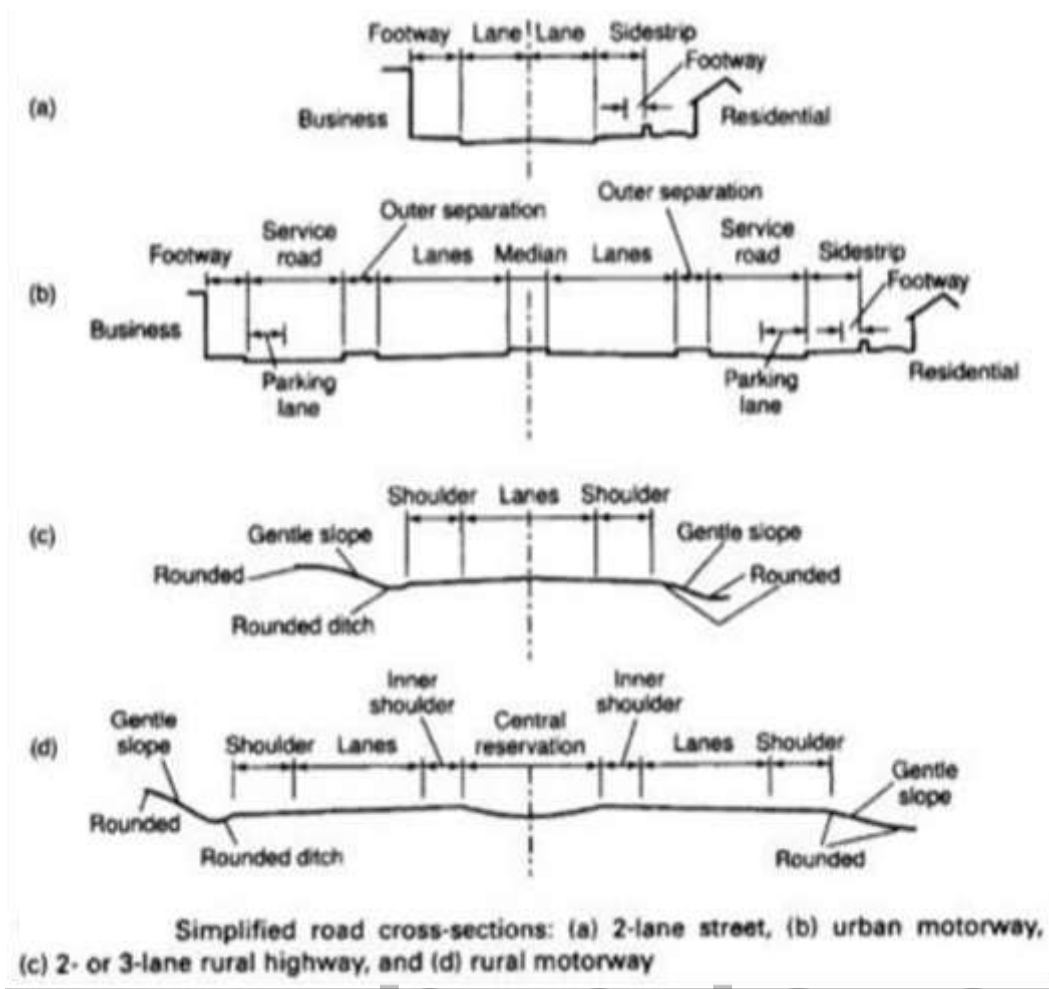 Footway Lane Lane Sidestrip
Footway
(a)
Business
Residential
Outer separation
Outer separation
Service road
Service road
Footway
Lanes Median Lanes
Sidestrip
Footway
(b)
Business
Parking lane
Parking lane
Residential
Shoulder Lanes Shoulder
(c)
Gentle slope
Gentle slope
Rounded
Rounded
Rounded ditch
Inner shoulder
Inner shoulder
Gentle slope
Central reservation
(d)
Shoulder Lanes
Lanes Shoulder
Gentle slope
Rounded
Rounded ditch
Rounded
Simplified road cross-sections: (a) 2-lane street, (b) urban motorway,
(c) 2- or 3-lane rural highway, and (d) rural motorway